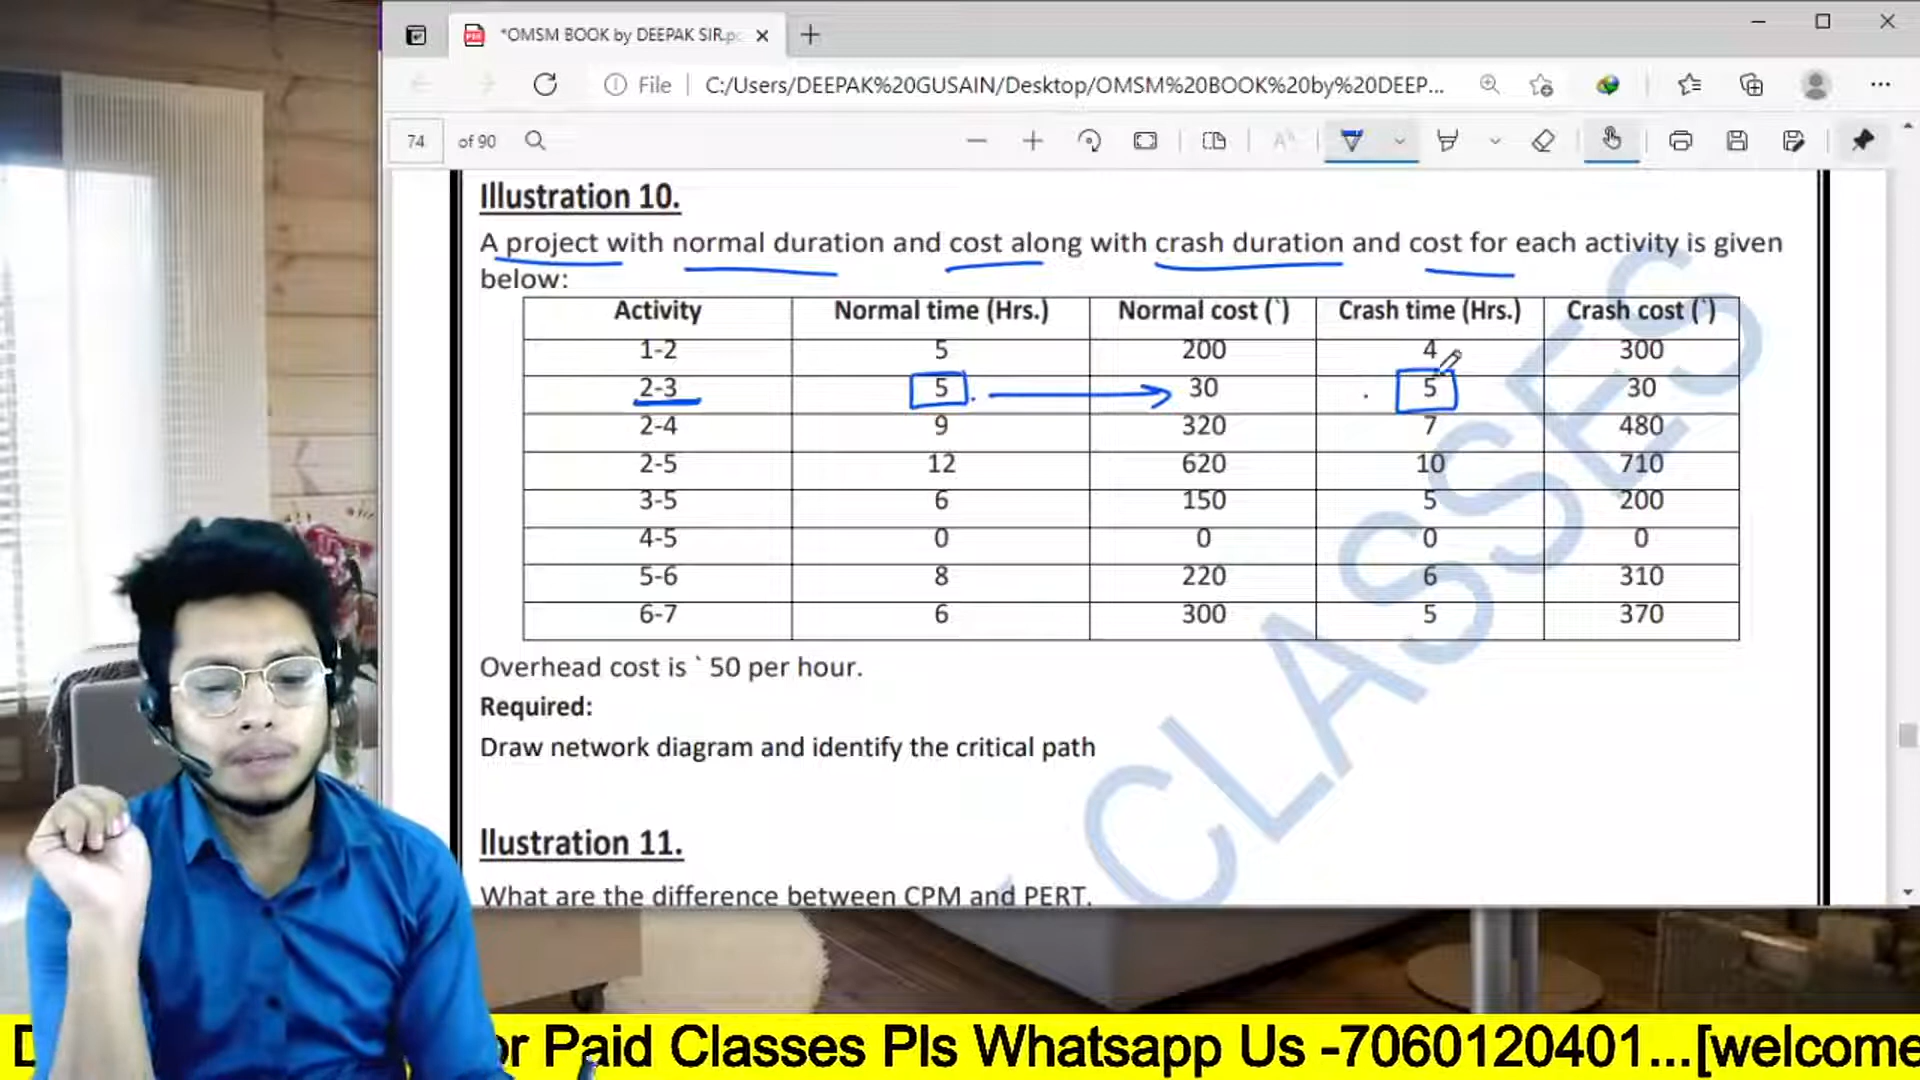 *OMSM BOOK by DEEPAK SIR.p
File | C:/Users/DEEPAK%20GUSAIN/Desktop/OMSM%20BOOK%20by%20DEEP...
74 of 90
Illustration 10.
A project with normal duration and cost along with crash duration and cost for each activity is given
below:
Activity Normal time (Hrs.) Normal cost (`) Crash time (Hrs.) Crash cost (`)
1-2 5 200 4 300
2-3 5 30 5 30
2-4 9 320 7 480
2-5 12 620 10 710
3-5 6 150 5 200
4-5 0 0 0 0
5-6 8 220 6 310
6-7 6 300 5 370
Overhead cost is ` 50 per hour.
Required:
Draw network diagram and identify the critical path
llustration 11.
What are the difference between CPM and PERT.
CLASSES
or Paid Classes Pls Whatsapp Us -7060120401...[welcome